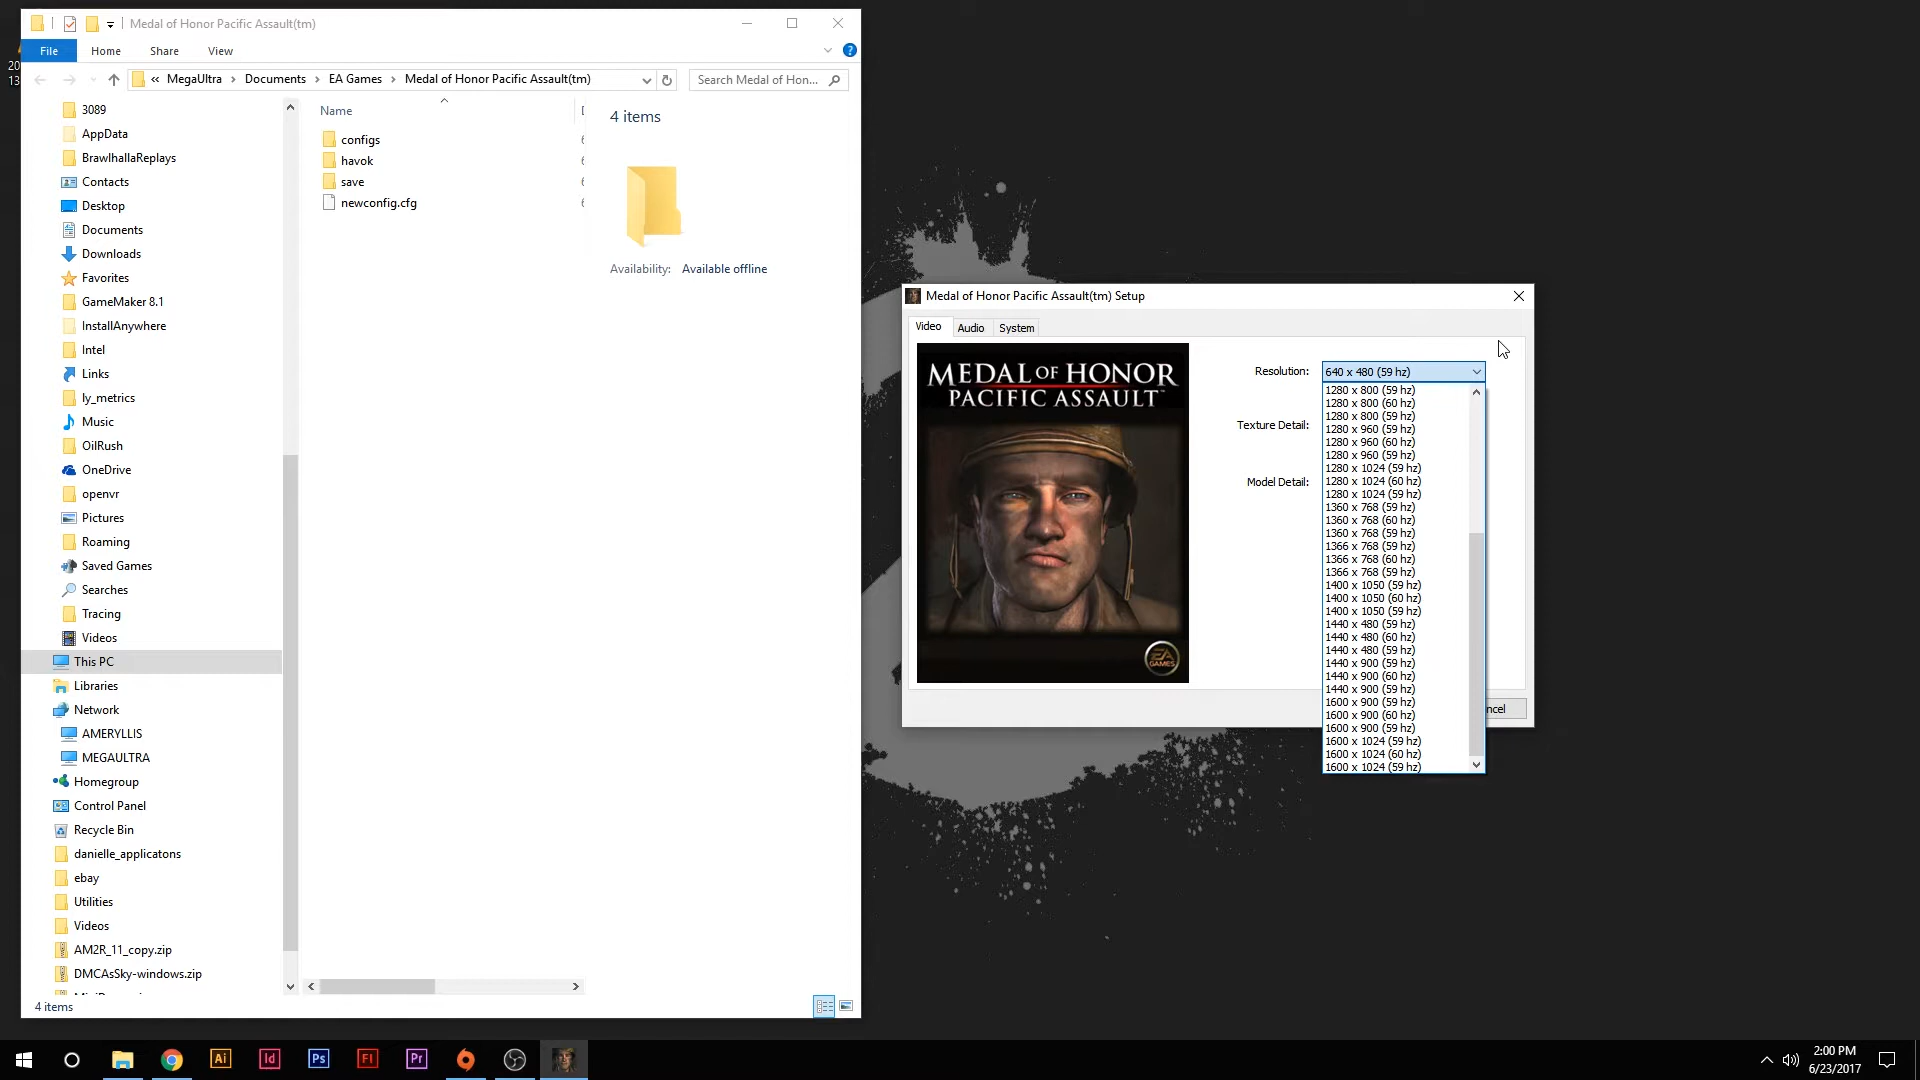 Medal of Honor Pacific Assault(tm)
File
Home
Share
View
« MegaUltra > Documents > EA Games > Medal of Honor Pacific Assault(tm)
Search Medal of Hon...
20
13
3089
AppData
BrawlhallaReplays
Contacts
Desktop
Documents
Downloads
Favorites
GameMaker 8.1
InstallAnywhere
Intel
Links
ly_metrics
Music
OilRush
OneDrive
openvr
Pictures
Roaming
Saved Games
Searches
Tracing
Videos
This PC
Libraries
Network
AMERYLLIS
MEGAULTRA
Homegroup
Control Panel
Recycle Bin
danielle_applicatons
ebay
Utilities
Videos
AM2R_11_copy.zip
DMCAsSky-windows.zip
4 items
Name
configs
havok
save
newconfig.cfg
4 items
Availability: Available offline
Medal of Honor Pacific Assault(tm) Setup
Video
Audio
System
MEDAL OF HONOR
PACIFIC ASSAULT™
EA
GAMES
Resolution:
Texture Detail:
Model Detail:
640 x 480 (59 hz)
1280 x 800 (59 hz)
1280 x 800 (60 hz)
1280 x 800 (59 hz)
1280 x 960 (59 hz)
1280 x 960 (60 hz)
1280 x 960 (59 hz)
1280 x 1024 (59 hz)
1280 x 1024 (60 hz)
1280 x 1024 (59 hz)
1360 x 768 (59 hz)
1360 x 768 (60 hz)
1360 x 768 (59 hz)
1366 x 768 (59 hz)
1366 x 768 (60 hz)
1366 x 768 (59 hz)
1400 x 1050 (59 hz)
1400 x 1050 (60 hz)
1400 x 1050 (59 hz)
1440 x 480 (59 hz)
1440 x 480 (60 hz)
1440 x 480 (59 hz)
1440 x 900 (59 hz)
1440 x 900 (60 hz)
1440 x 900 (59 hz)
1600 x 900 (59 hz)
1600 x 900 (60 hz)
1600 x 900 (59 hz)
1600 x 1024 (59 hz)
1600 x 1024 (60 hz)
1600 x 1024 (59 hz)
ncel
Ai
Id
Ps
Fl
Pr
2:00 PM
6/23/2017